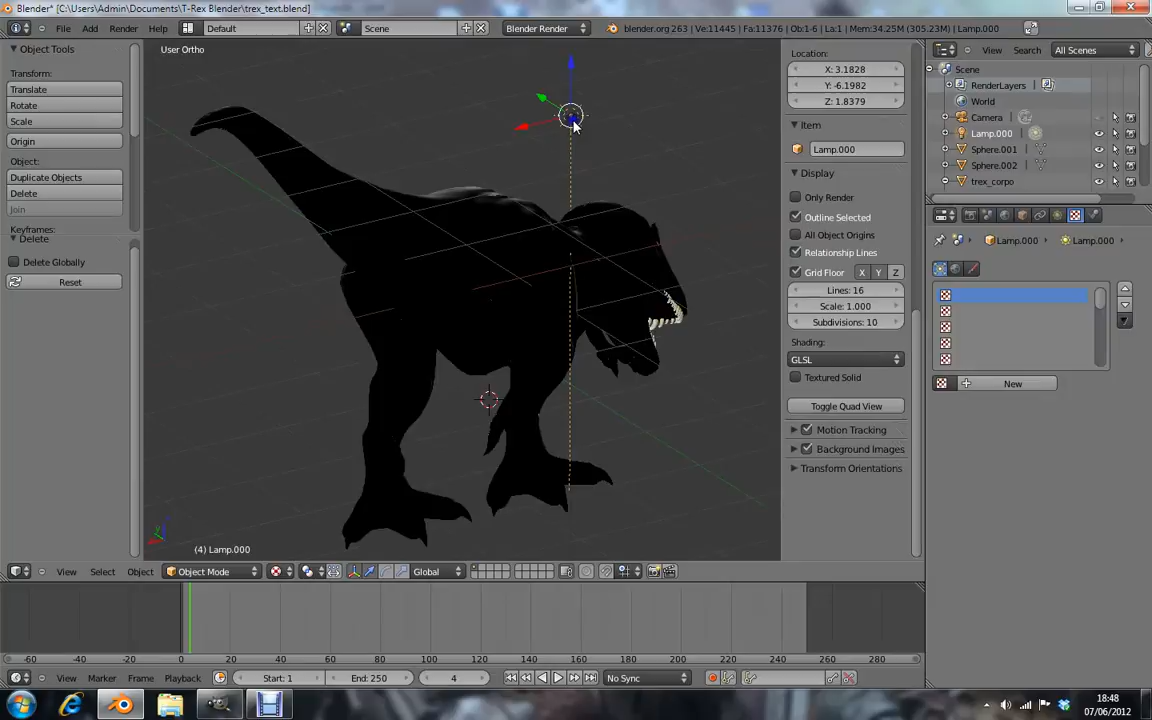 Blender* [C:\Users\Admin\Documents\T-Rex Blender\trex_text.blend]
File Add Render Help Default Scene Blender Render blender.org 263 | Ve:11445 | Fa:11376 | Ob:1-6 | La:1 | Mem:34.25M (305.23M) | Lamp.000
Object Tools
Transform:
Translate
Rotate
Scale
Origin
Object:
Duplicate Objects
Delete
Join
Keyframes:
Delete
Delete Globally
Reset
User Ortho
(4) Lamp.000
Location:
X: 3.1828
Y: -6.1982
Z: 1.8379
Item
Lamp.000
Display
Only Render
Outline Selected
All Object Origins
Relationship Lines
Grid Floor X Y Z
Lines: 16
Scale: 1.000
Subdivisions: 10
Shading:
GLSL
Textured Solid
Toggle Quad View
Motion Tracking
Background Images
Transform Orientations
View Search All Scenes
Scene
RenderLayers
World
Camera
Lamp.000
Sphere.001
Sphere.002
trex_corpo
Lamp.000 Lamp.000
New
View Select Object Object Mode Global
-60 -40 -20 0 20 40 60 80 100 120 140 160 180 200 220 240 260 280
View Marker Frame Playback Start: 1 End: 250 4 No Sync
18:48
07/06/2012